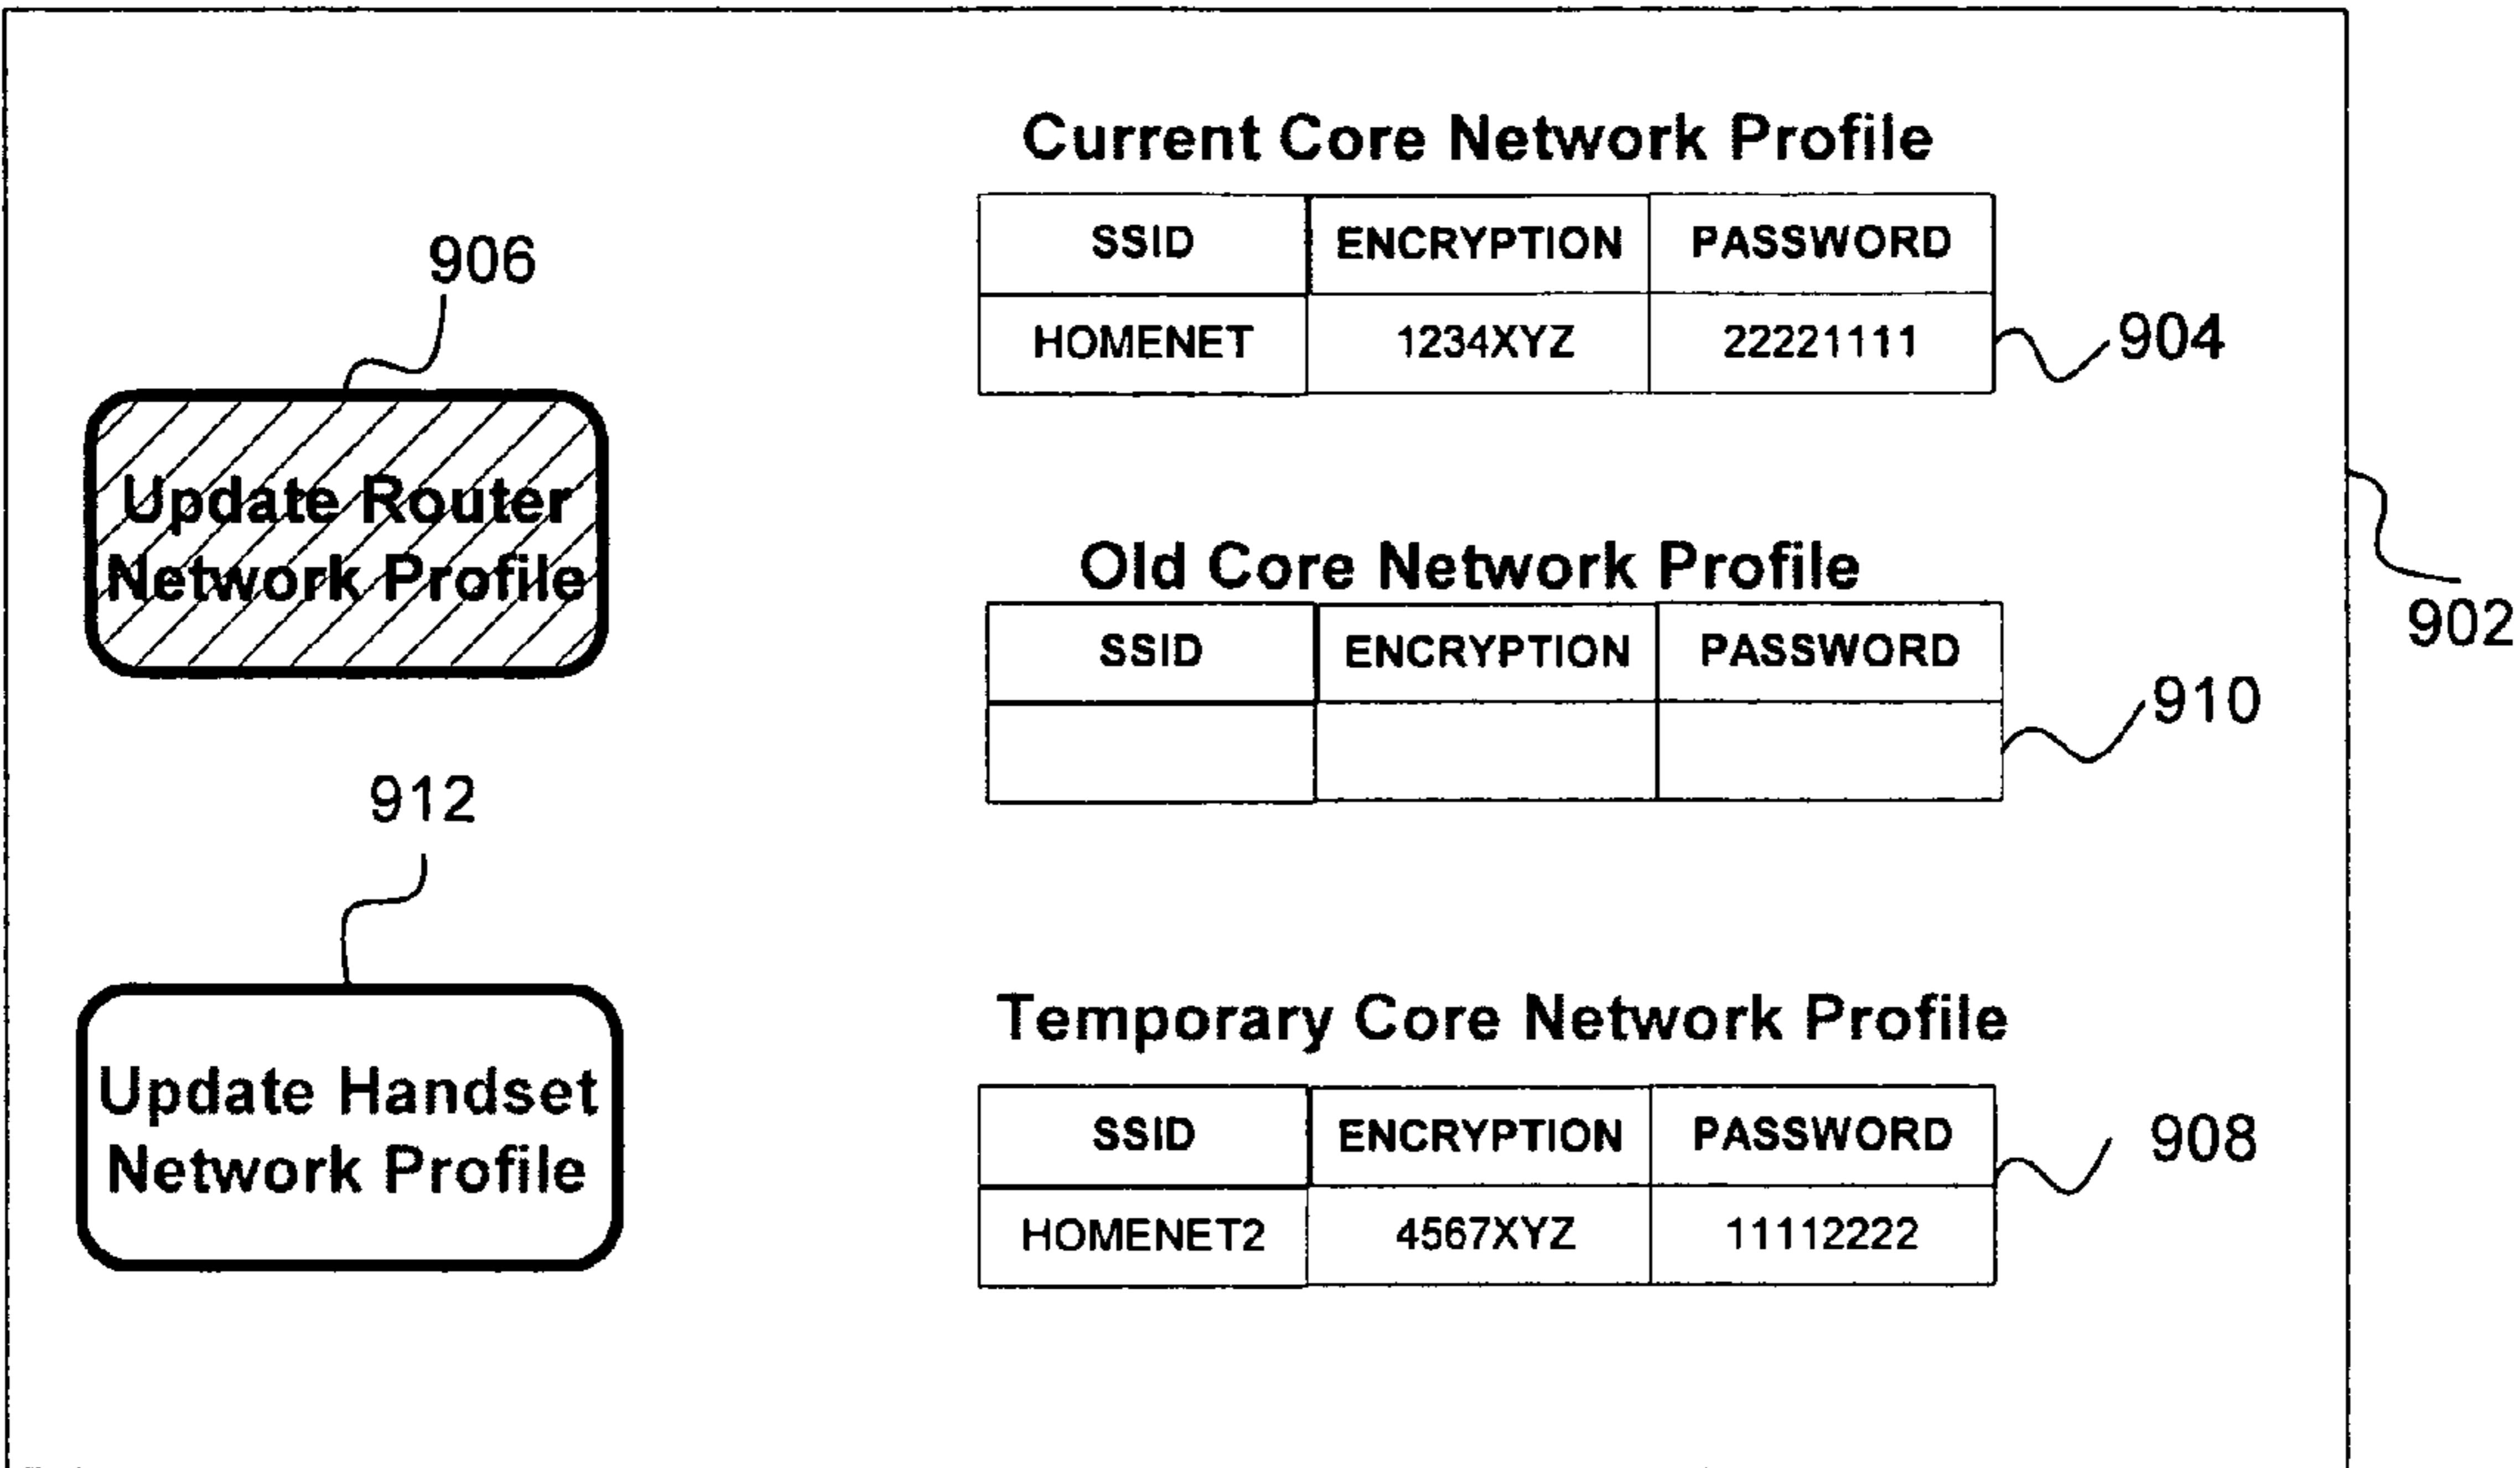 Current Core Network Profile
SSID ENCRYPTION PASSWORD
HOMENET 1234XYZ 22221111
904
906
Update Router
Network Profile
Old Core Network Profile
SSID ENCRYPTION PASSWORD
910
902
912
Update Handset
Network Profile
Temporary Core Network Profile
SSID ENCRYPTION PASSWORD
HOMENET2 4567XYZ 11112222
908